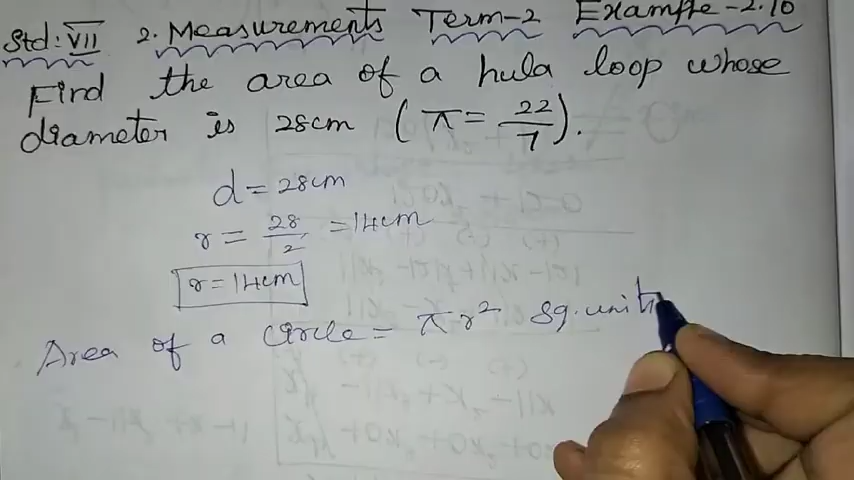 Std: VII 2. Measurements Term-2 Example-2.10
Find the area of a hula loop whose
diameter is 28cm (π = 22/7).
d = 28cm
r = 28/2 = 14cm
r = 14cm
Area of a circle = πr² sq. unit